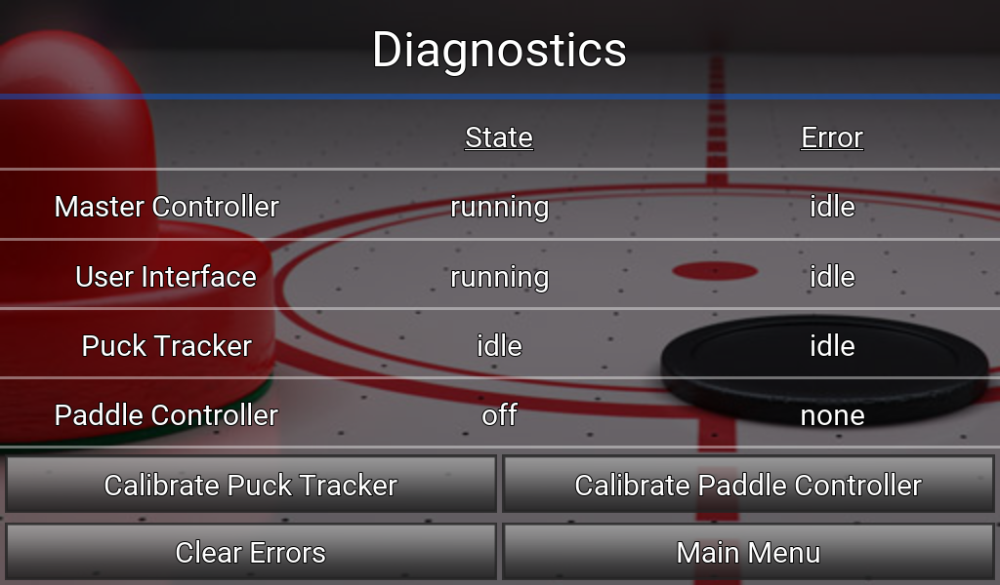 Diagnostics
State Error
Master Controller running idle
User Interface running idle
Puck Tracker idle idle
Paddle Controller off none
Calibrate Puck Tracker Calibrate Paddle Controller
Clear Errors Main Menu